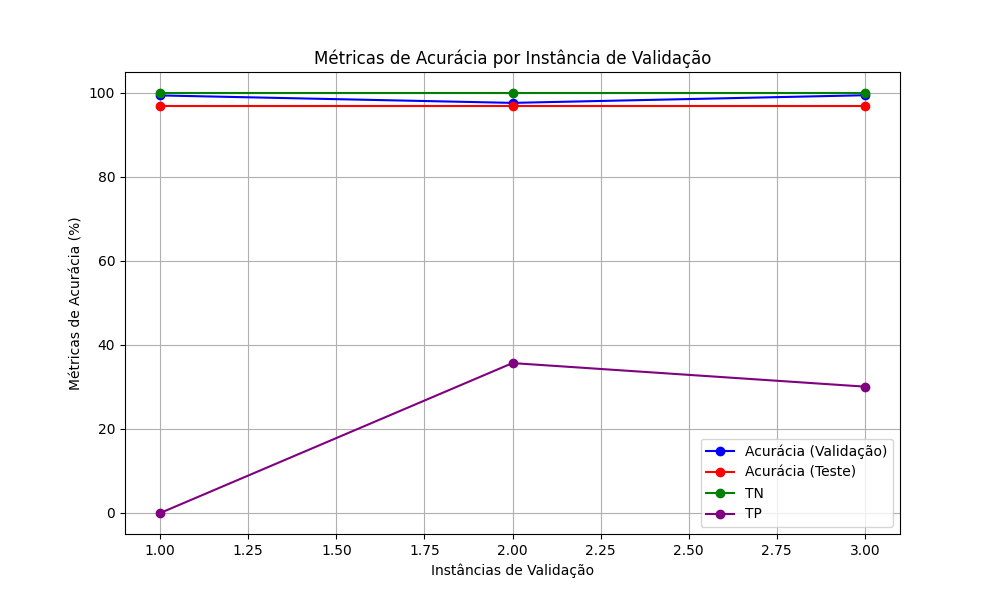 Métricas de Acurácia por Instância de Validação
Métricas de Acurácia (%)
100
80
60
40
20
0
1.00 1.25 1.50 1.75 2.00 2.25 2.50 2.75 3.00
Instâncias de Validação
Acurácia (Validação)
Acurácia (Teste)
TN
TP